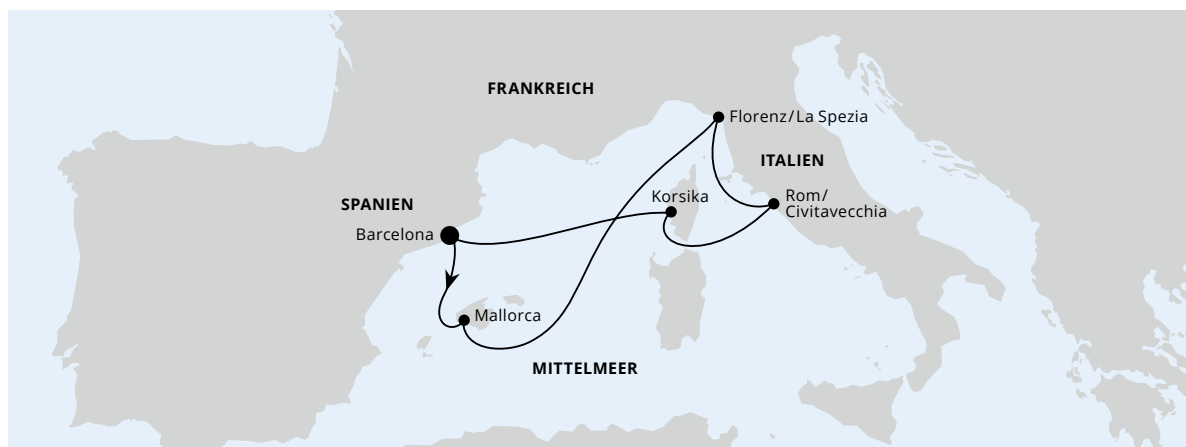 FRANKREICH
Florenz/La Spezia
ITALIEN
Korsika
Rom/
Civitavecchia
SPANIEN
Barcelona
Mallorca
MITTELMEER